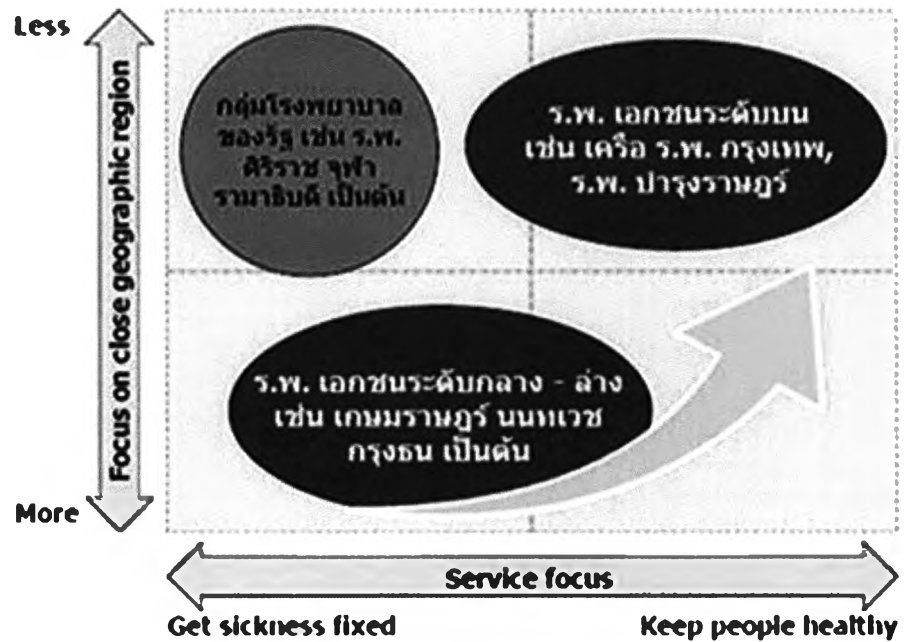 Less
Focus on close geographic region
More
กลุ่มโรงพยาบาล
ของรัฐ เช่น ร.พ.
ศิริราช จุฬา
รามาธิบดี เป็นต้น
ร.พ. เอกชนระดับบน
เช่น เครือ ร.พ. กรุงเทพ,
ร.พ. บำรุงราษฎร์
ร.พ. เอกชนระดับกลาง - ล่าง
เช่น เกษมราษฎร์ นนทเวช
กรุงธน เป็นต้น
Service focus
Get sickness fixed
Keep people healthy